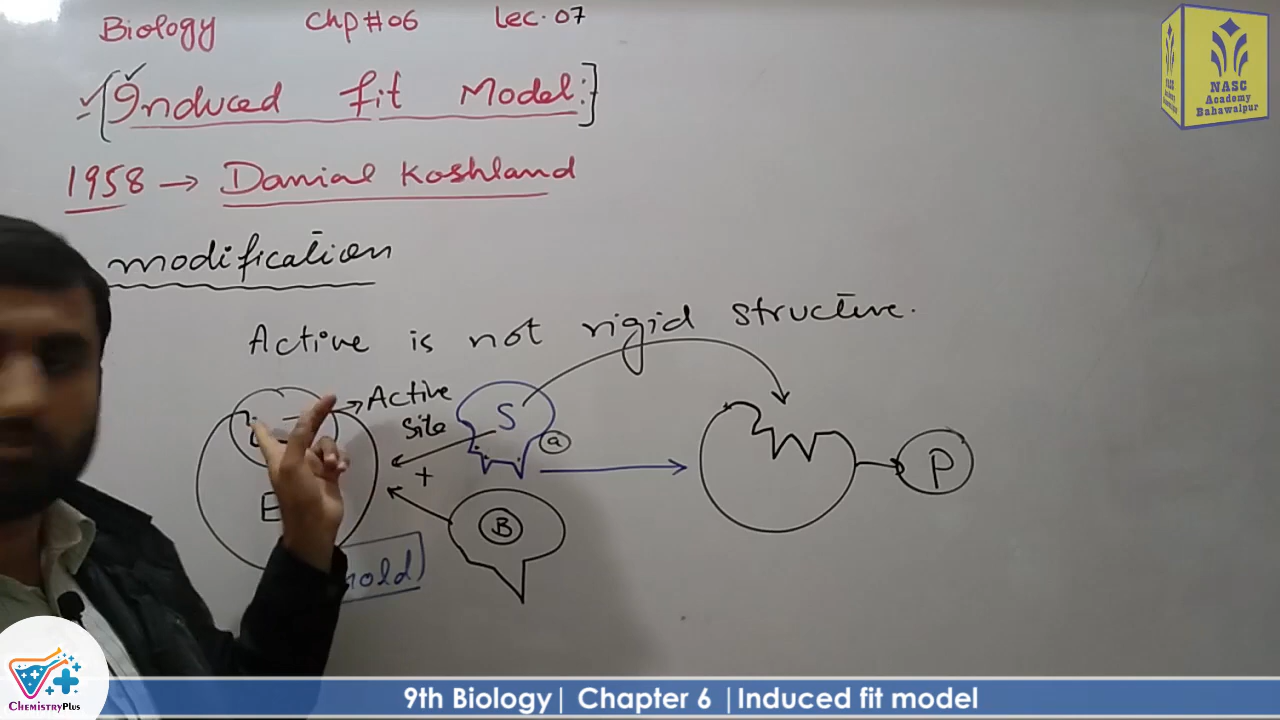 Biology Chp#06 Lec.07
Induced fit Model:-
1958 → Danial Koshland
modification
Active is not rigid structure.
Active
Site
S
a
+
E
B
P
NASC
Academy
Bahawalpur
ChemistryPlus
9th Biology| Chapter 6 |Induced fit model